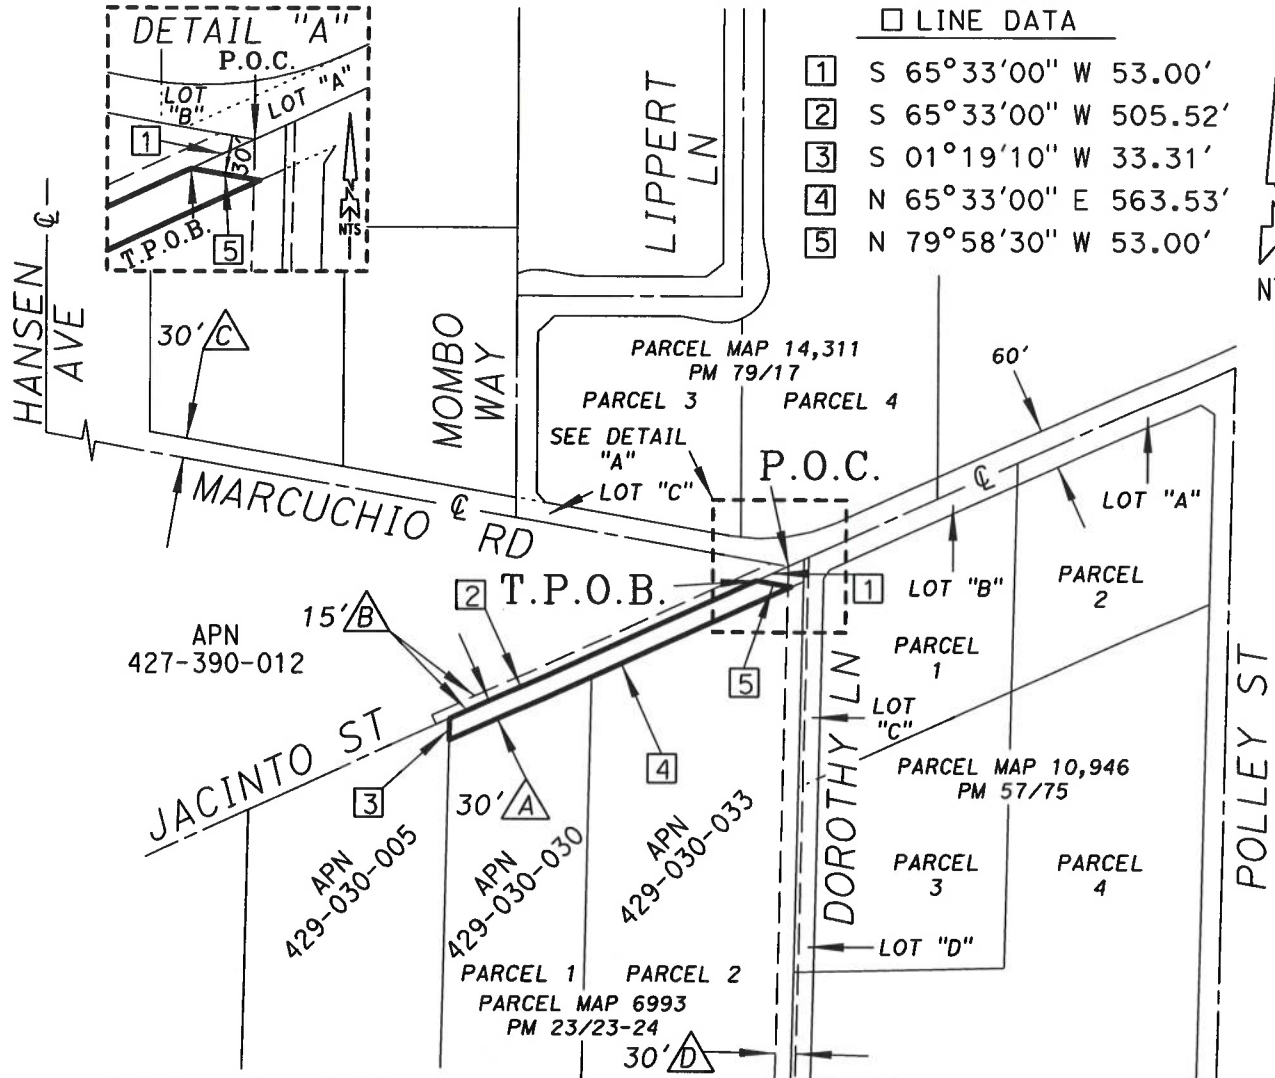 DETAIL "A"
P.O.C.
LOT "B"
LOT "A"
1
30'
T.P.O.B.
5
N
NTS
□ LINE DATA
1 S 65°33'00" W 53.00'
2 S 65°33'00" W 505.52'
3 S 01°19'10" W 33.31'
4 N 65°33'00" E 563.53'
5 N 79°58'30" W 53.00'
HANSEN AVE
℄
30' C
MOMBO WAY
LIPPERT LN
PARCEL MAP 14,311
PM 79/17
PARCEL 3
PARCEL 4
SEE DETAIL
"A"
LOT "C"
P.O.C.
60'
℄
LOT "A"
MARCUCHIO ℄ RD
T.P.O.B.
1
LOT "B"
PARCEL
2
2
15' B
APN
427-390-012
PARCEL
1
5
LOT
"C"
JACINTO ST
3
30' A
4
DOROTHY LN
POLLEY ST
PARCEL MAP 10,946
PM 57/75
APN
429-030-005
APN
429-030-030
APN
429-030-033
PARCEL
3
PARCEL
4
LOT "D"
PARCEL 1
PARCEL 2
PARCEL MAP 6993
PM 23/23-24
30' D